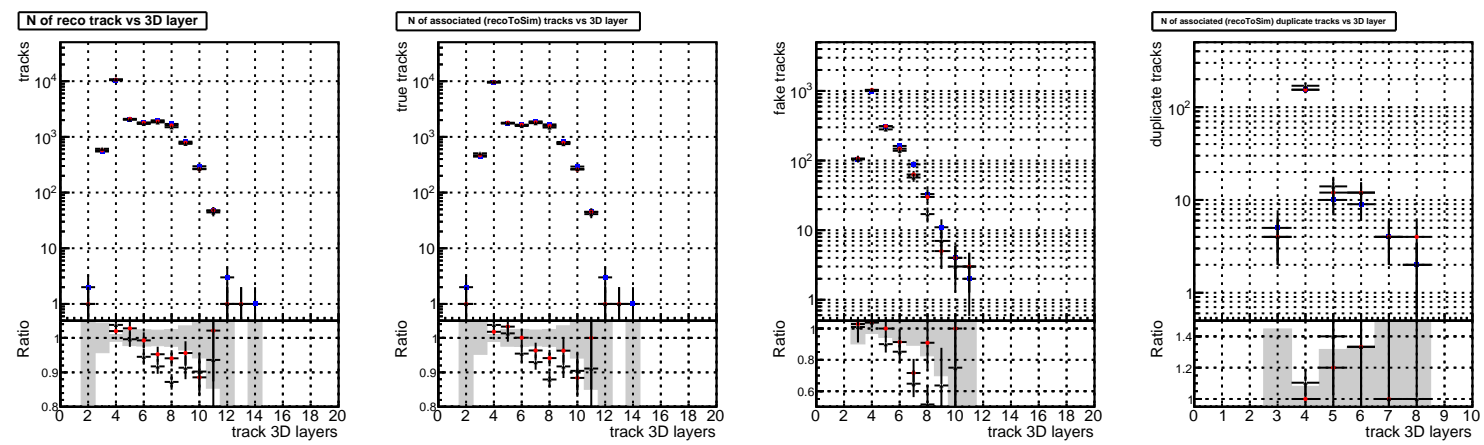 N of reco track vs 3D layer
tracks
10^4
10^3
10^2
10
1
Ratio
1
0.9
0.8
0 2 4 6 8 10 12 14 16 18 20
track 3D layers
N of associated (recoToSim) tracks vs 3D layer
true tracks
10^4
10^3
10^2
10
1
Ratio
1
0.9
0.8
0 2 4 6 8 10 12 14 16 18 20
track 3D layers
fake tracks
10^3
10^2
10
1
Ratio
1
0.8
0.6
0 2 4 6 8 10 12 14 16 18 20
track 3D layers
N of associated (recoToSim) duplicate tracks vs 3D layer
duplicate tracks
10^2
10
1
Ratio
1.4
1.2
1
0 1 2 3 4 5 6 7 8 9 10
track 3D layers